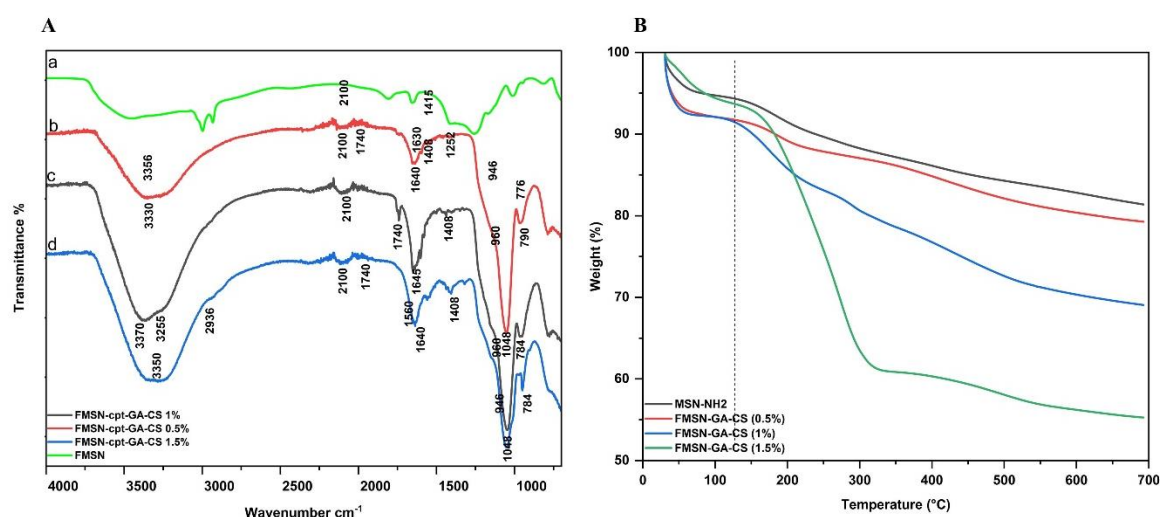 A
a
b
c
d
2100
1415
3356
3330
2100
1740
1630
1640
1408
1252
946
776
960
790
1048
2100
1740
1408
3370
3255
2936
1645
960
784
3350
2100
1740
1560
1640
1408
946
784
1048
FMSN-cpt-GA-CS 1%
FMSN-cpt-GA-CS 0.5%
FMSN-cpt-GA-CS 1.5%
FMSN
4000 3500 3000 2500 2000 1500 1000
Wavenumber cm-1
Transmittance %
B
100
90
80
70
60
50
Weight (%)
MSN-NH2
FMSN-GA-CS (0.5%)
FMSN-GA-CS (1%)
FMSN-GA-CS (1.5%)
0 100 200 300 400 500 600 700
Temperature (°C)